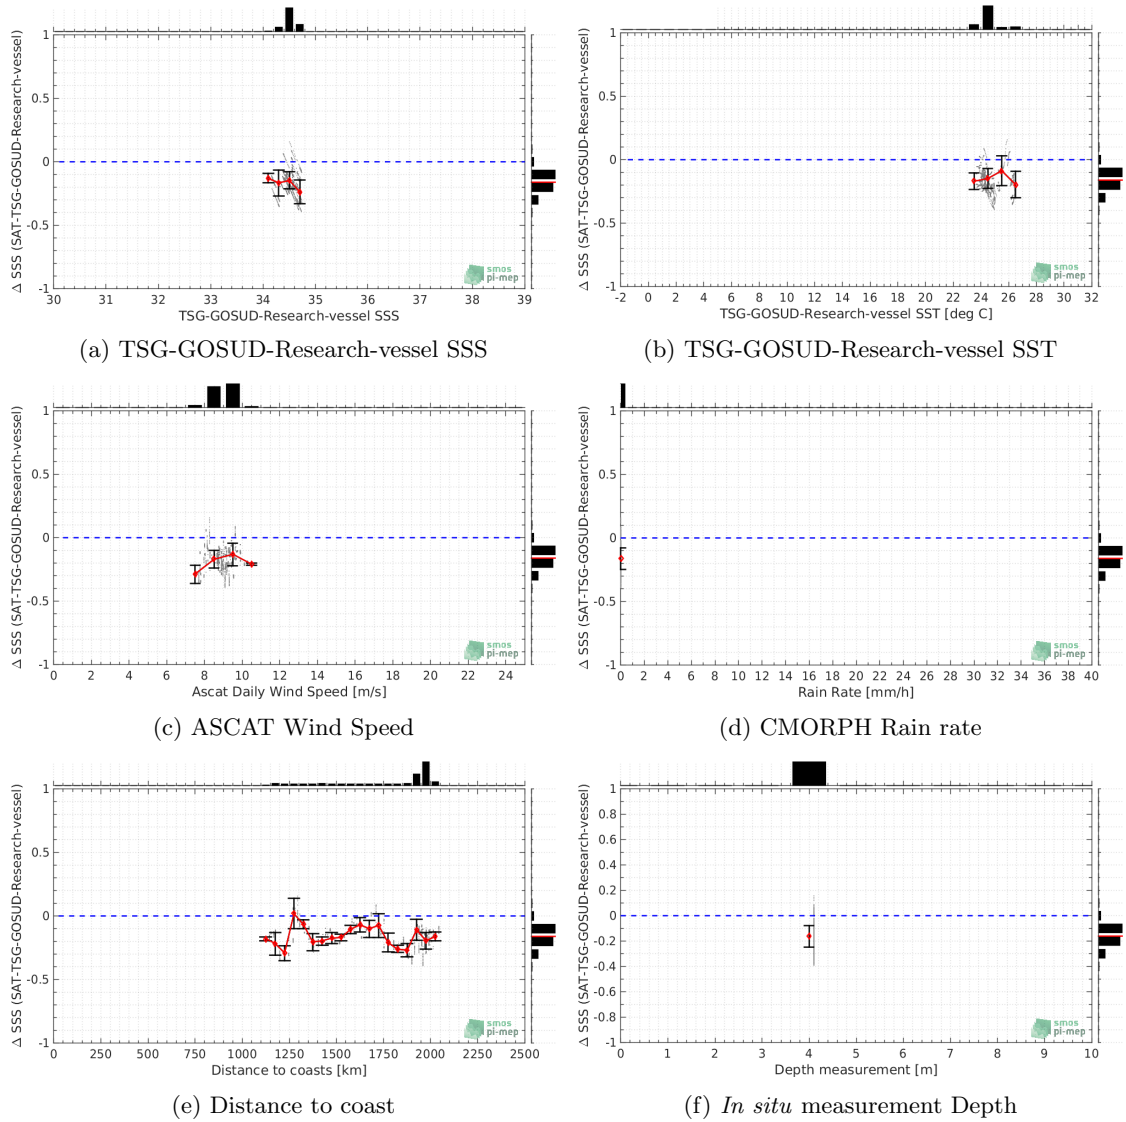 Δ SSS (SAT-TSG-GOSUD-Research-vessel)
1
0.5
0
-0.5
-1
30 31 32 33 34 35 36 37 38 39
TSG-GOSUD-Research-vessel SSS
smos
pi-mep
(a) TSG-GOSUD-Research-vessel SSS
Δ SSS (SAT-TSG-GOSUD-Research-vessel)
1
0.5
0
-0.5
-1
-2 0 2 4 6 8 10 12 14 16 18 20 22 24 26 28 30 32
TSG-GOSUD-Research-vessel SST [deg C]
smos
pi-mep
(b) TSG-GOSUD-Research-vessel SST
Δ SSS (SAT-TSG-GOSUD-Research-vessel)
1
0.5
0
-0.5
-1
0 2 4 6 8 10 12 14 16 18 20 22 24
Ascat Daily Wind Speed [m/s]
smos
pi-mep
(c) ASCAT Wind Speed
Δ SSS (SAT-TSG-GOSUD-Research-vessel)
1
0.5
0
-0.5
-1
0 2 4 6 8 10 12 14 16 18 20 22 24 26 28 30 32 34 36 38 40
Rain Rate [mm/h]
smos
pi-mep
(d) CMORPH Rain rate
Δ SSS (SAT-TSG-GOSUD-Research-vessel)
1
0.5
0
-0.5
-1
0 250 500 750 1000 1250 1500 1750 2000 2250 2500
Distance to coasts [km]
smos
pi-mep
(e) Distance to coast
Δ SSS (SAT-TSG-GOSUD-Research-vessel)
1
0.8
0.6
0.4
0.2
0
-0.2
-0.4
-0.6
-0.8
-1
0 1 2 3 4 5 6 7 8 9 10
Depth measurement [m]
smos
pi-mep
(f) In situ measurement Depth